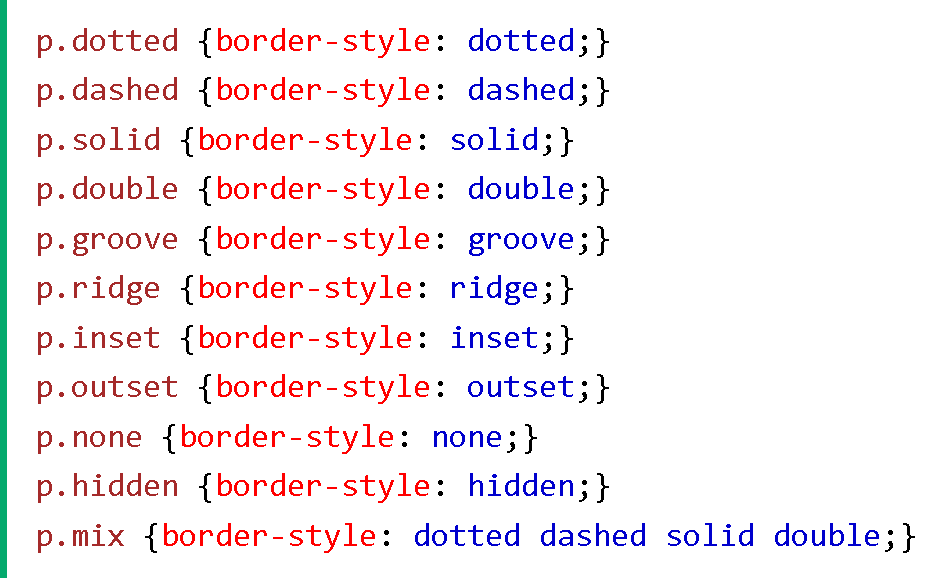 p.dotted {border-style: dotted;}
p.dashed {border-style: dashed;}
p.solid {border-style: solid;}
p.double {border-style: double;}
p.groove {border-style: groove;}
p.ridge {border-style: ridge;}
p.inset {border-style: inset;}
p.outset {border-style: outset;}
p.none {border-style: none;}
p.hidden {border-style: hidden;}
p.mix {border-style: dotted dashed solid double;}